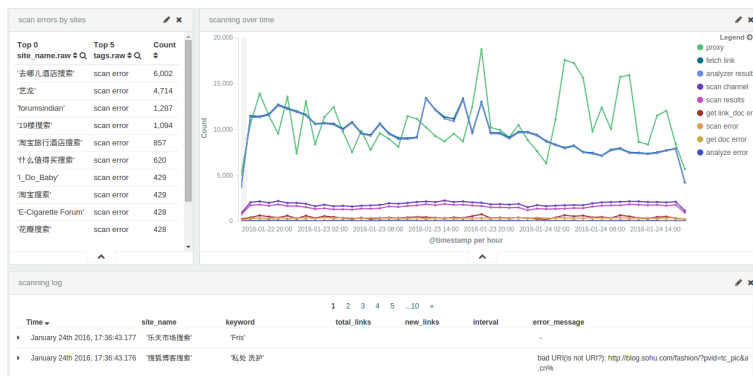 scan errors by sites
Top 0 site_name.raw Top 5 tags.raw Count
'去哪儿酒店搜索' scan error 6,002
'艺龙' scan error 4,714
'forumsindian' scan error 1,287
'19楼搜索' scan error 1,094
'淘宝旅行酒店搜索' scan error 857
'什么值得买搜索' scan error 620
'I_Do_Baby' scan error 429
'淘宝搜索' scan error 429
'E-Cigarette Forum' scan error 428
'花瓣搜索' scan error 428
scanning over time
Legend
proxy
fetch link
analyzer result
scan channel
scan results
get link_doc er
scan error
get doc error
analyze error
Count
20,000
15,000
10,000
5,000
0
2016-01-22 20:00 2016-01-23 02:00 2016-01-23 08:00 2016-01-23 14:00 2016-01-23 20:00 2016-01-24 02:00 2016-01-24 08:00 2016-01-24 14:00
@timestamp per hour
scanning log
1 2 3 4 5 ...10 »
Time site_name keyword total_links new_links interval error_message
January 24th 2016, 17:36:43.177 '乐天市场搜索' 'Fris' -
January 24th 2016, 17:36:43.176 '搜狐博客搜索' '私处 洗护' bad URI(is not URI?): http://blog.sohu.com/fashion/?pvid=tc_pic&a
.cn%